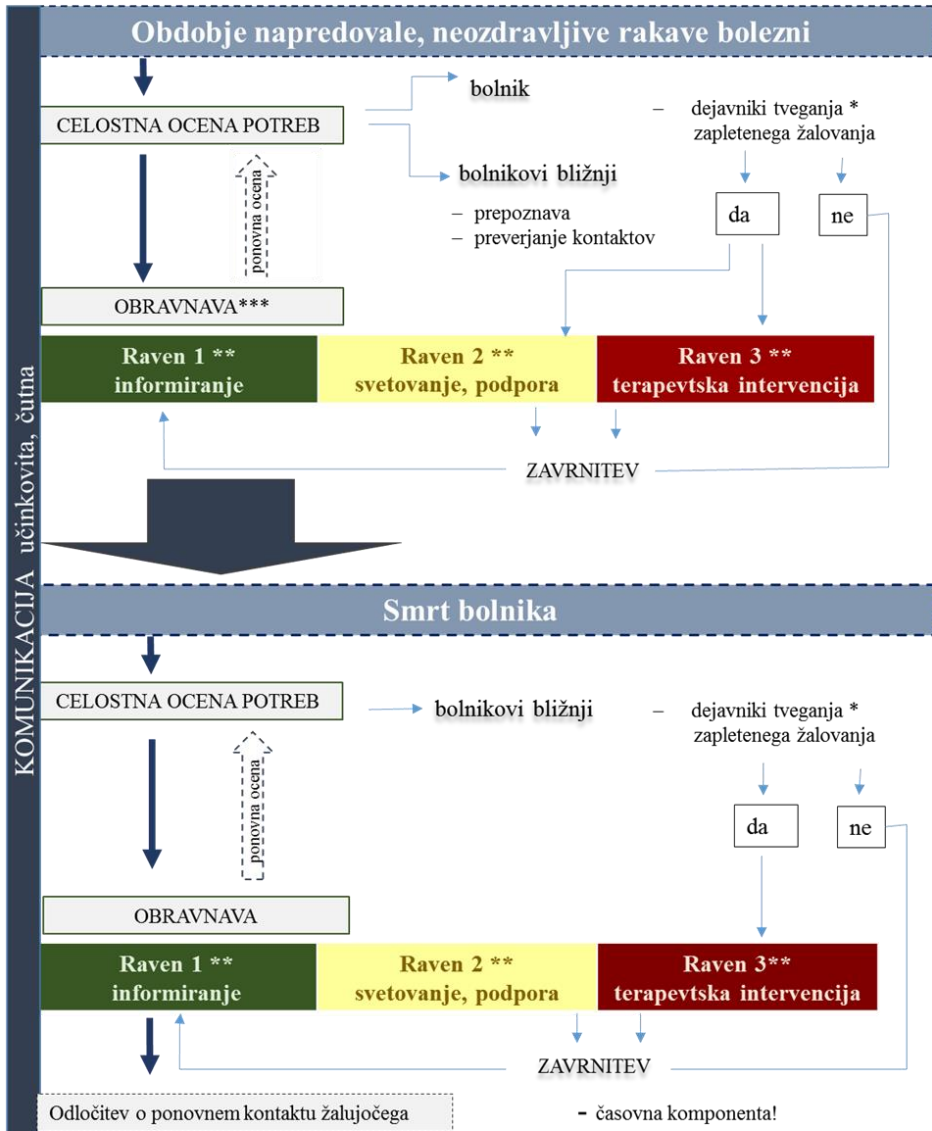 KOMUNIKACIJA učinkovita, čutna
Obdobje napredovale, neozdravljive rakave bolezni
CELOSTNA OCENA POTREB
bolnik
bolnikovi bližnji
– prepoznava
– preverjanje kontaktov
– dejavniki tveganja *
zapletenega žalovanja
da
ne
ponovna ocena
OBRAVNAVA***
Raven 1 **
informiranje
Raven 2 **
svetovanje, podpora
Raven 3 **
terapevtska intervencija
ZAVRNITEV
Smrt bolnika
CELOSTNA OCENA POTREB
bolnikovi bližnji
– dejavniki tveganja *
zapletenega žalovanja
da
ne
ponovna ocena
OBRAVNAVA
Raven 1 **
informiranje
Raven 2 **
svetovanje, podpora
Raven 3**
terapevtska intervencija
ZAVRNITEV
Odločitev o ponovnem kontaktu žalujočega
- časovna komponenta!